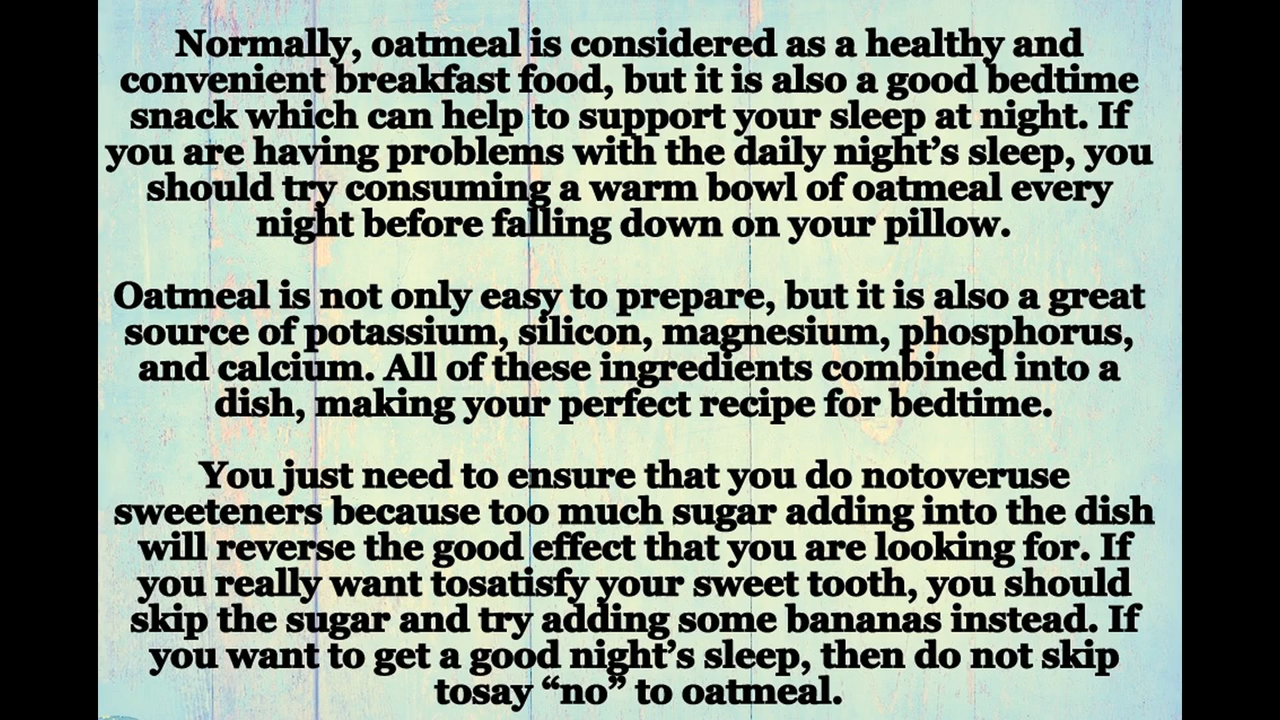 Normally, oatmeal is considered as a healthy and
convenient breakfast food, but it is also a good bedtime
snack which can help to support your sleep at night. If
you are having problems with the daily night’s sleep, you
should try consuming a warm bowl of oatmeal every
night before falling down on your pillow.
Oatmeal is not only easy to prepare, but it is also a great
source of potassium, silicon, magnesium, phosphorus,
and calcium. All of these ingredients combined into a
dish, making your perfect recipe for bedtime.
You just need to ensure that you do notoveruse
sweeteners because too much sugar adding into the dish
will reverse the good effect that you are looking for. If
you really want tosatisfy your sweet tooth, you should
skip the sugar and try adding some bananas instead. If
you want to get a good night’s sleep, then do not skip
tosay “no” to oatmeal.